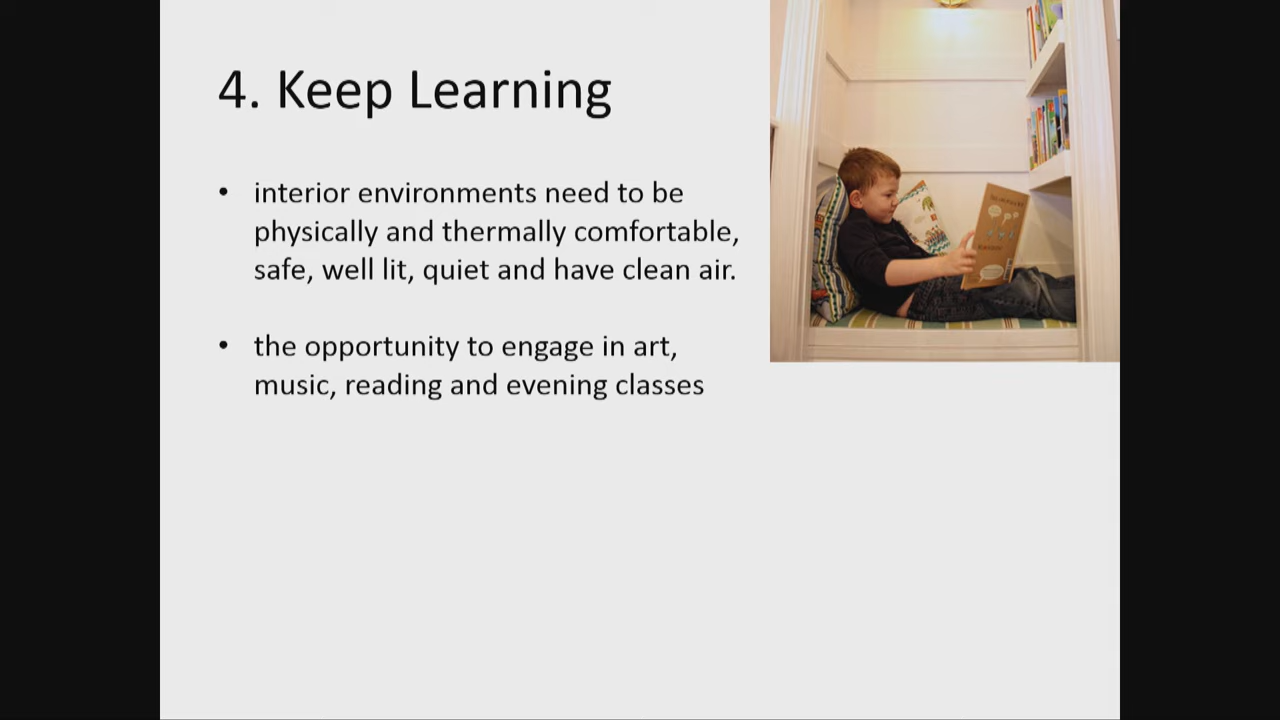 4. Keep Learning
• interior environments need to be
physically and thermally comfortable,
safe, well lit, quiet and have clean air.
• the opportunity to engage in art,
music, reading and evening classes